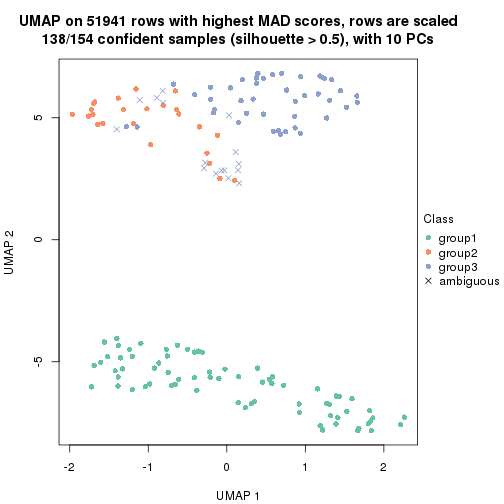 UMAP on 51941 rows with highest MAD scores, rows are scaled
138/154 confident samples (silhouette > 0.5), with 10 PCs
5
0
-5
-2
-1
0
1
2
UMAP 2
UMAP 1
Class
group1
group2
group3
ambiguous